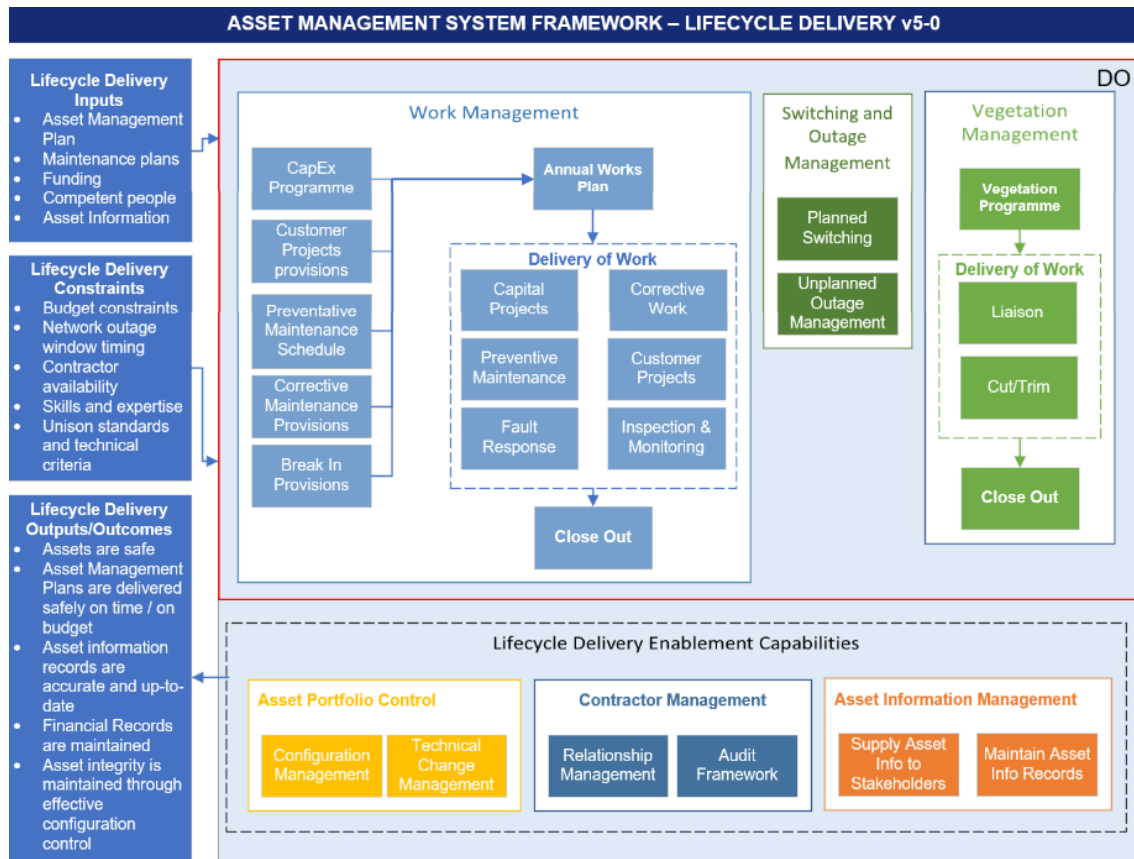 ASSET MANAGEMENT SYSTEM FRAMEWORK – LIFECYCLE DELIVERY v5-0
Lifecycle Delivery
Inputs
• Asset Management
Plan
• Maintenance plans
• Funding
• Competent people
• Asset Information
Lifecycle Delivery
Constraints
• Budget constraints
• Network outage
window timing
• Contractor
availability
• Skills and expertise
• Unison standards
and technical
criteria
Lifecycle Delivery
Outputs/Outcomes
• Assets are safe
• Asset Management
Plans are delivered
safely on time / on
budget
• Asset information
records are
accurate and up-to-
date
• Financial Records
are maintained
• Asset integrity is
maintained through
effective
configuration
control
DO
Work Management
CapEx
Programme
Customer
Projects
provisions
Preventative
Maintenance
Schedule
Corrective
Maintenance
Provisions
Break In
Provisions
Annual Works
Plan
Delivery of Work
Capital
Projects
Corrective
Work
Preventive
Maintenance
Customer
Projects
Fault
Response
Inspection &
Monitoring
Close Out
Switching and
Outage
Management
Planned
Switching
Unplanned
Outage
Management
Vegetation
Management
Vegetation
Programme
Delivery of Work
Liaison
Cut/Trim
Close Out
Lifecycle Delivery Enablement Capabilities
Asset Portfolio Control
Configuration
Management
Technical
Change
Management
Contractor Management
Relationship
Management
Audit
Framework
Asset Information Management
Supply Asset
Info to
Stakeholders
Maintain Asset
Info Records